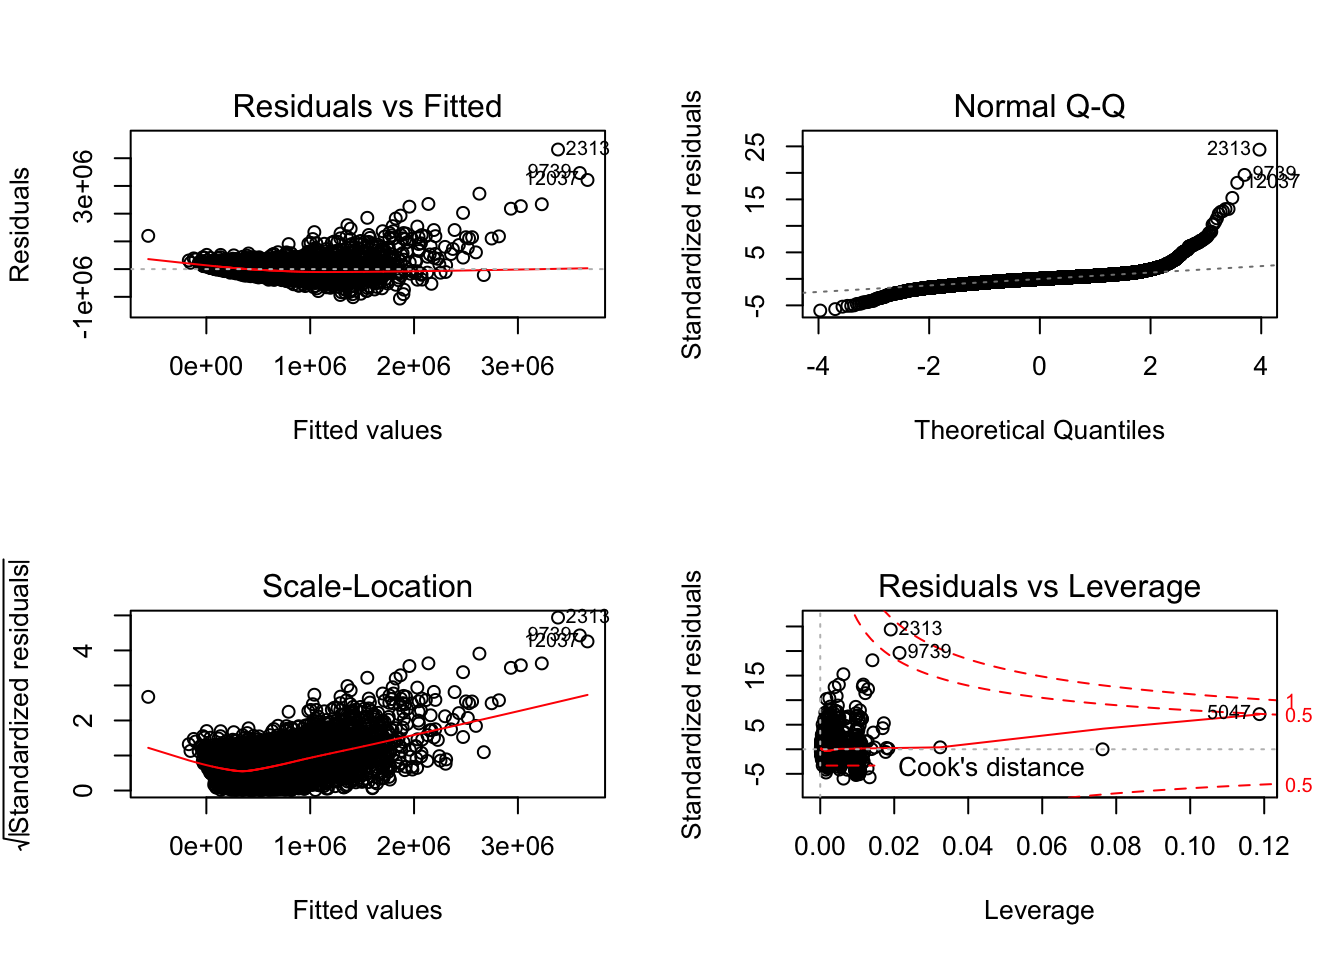 Residuals vs Fitted
Residuals
3e+06
-1e+06
2313
9739
12037
0e+00 1e+06 2e+06 3e+06
Fitted values
Normal Q-Q
Standardized residuals
25
15
5
-5
2313
9739
12037
-4 -2 0 2 4
Theoretical Quantiles
Scale-Location
√|Standardized residuals|
4
2
0
2313
9739
12037
0e+00 1e+06 2e+06 3e+06
Fitted values
Residuals vs Leverage
Standardized residuals
15
5
-5
2313
9739
5047
1
0.5
0.5
Cook's distance
0.00 0.02 0.04 0.06 0.08 0.10 0.12
Leverage